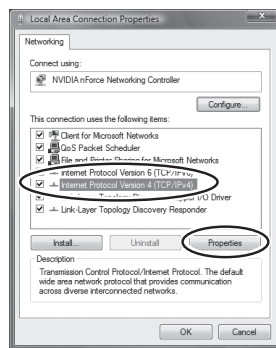 Local Area Connection Properties
Networking
Connect using:
NVIDIA nForce Networking Controller
Configure...
This connection uses the following items:
Client for Microsoft Networks
QoS Packet Scheduler
File and Printer Sharing for Microsoft Networks
Internet Protocol Version 6 (TCP/IPv6)
Internet Protocol Version 4 (TCP/IPv4)
I/O Driver
Link-Layer Topology Discovery Responder
Install...
Uninstall
Properties
Description
Transmission Control Protocol/Internet Protocol. The default
wide area network protocol that provides communication
across diverse interconnected networks.
OK
Cancel